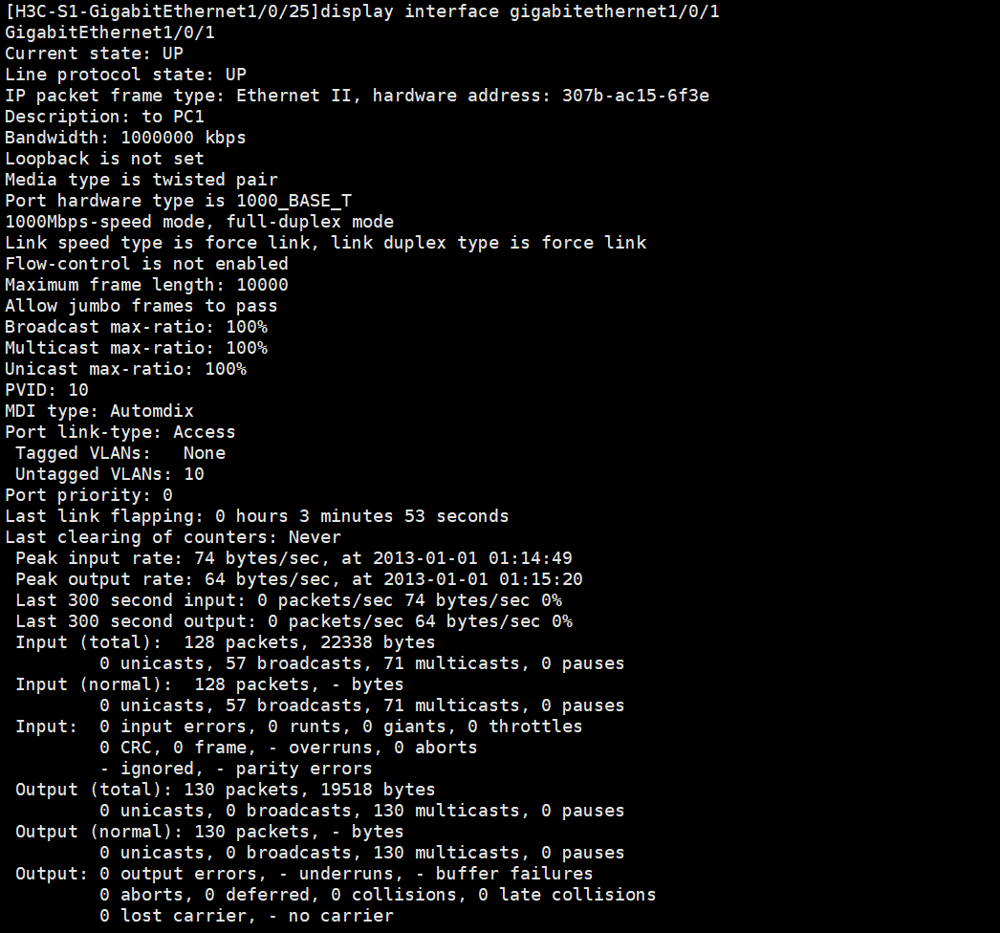 [H3C-S1-GigabitEthernet1/0/25]display interface gigabitethernet1/0/1
GigabitEthernet1/0/1
Current state: UP
Line protocol state: UP
IP packet frame type: Ethernet II, hardware address: 307b-ac15-6f3e
Description: to PC1
Bandwidth: 1000000 kbps
Loopback is not set
Media type is twisted pair
Port hardware type is 1000_BASE_T
1000Mbps-speed mode, full-duplex mode
Link speed type is force link, link duplex type is force link
Flow-control is not enabled
Maximum frame length: 10000
Allow jumbo frames to pass
Broadcast max-ratio: 100%
Multicast max-ratio: 100%
Unicast max-ratio: 100%
PVID: 10
MDI type: Automdix
Port link-type: Access
 Tagged VLANs:   None
 Untagged VLANs: 10
Port priority: 0
Last link flapping: 0 hours 3 minutes 53 seconds
Last clearing of counters: Never
 Peak input rate: 74 bytes/sec, at 2013-01-01 01:14:49
 Peak output rate: 64 bytes/sec, at 2013-01-01 01:15:20
 Last 300 second input: 0 packets/sec 74 bytes/sec 0%
 Last 300 second output: 0 packets/sec 64 bytes/sec 0%
 Input (total):  128 packets, 22338 bytes
         0 unicasts, 57 broadcasts, 71 multicasts, 0 pauses
 Input (normal):  128 packets, - bytes
         0 unicasts, 57 broadcasts, 71 multicasts, 0 pauses
 Input:  0 input errors, 0 runts, 0 giants, 0 throttles
         0 CRC, 0 frame, - overruns, 0 aborts
         - ignored, - parity errors
 Output (total): 130 packets, 19518 bytes
         0 unicasts, 0 broadcasts, 130 multicasts, 0 pauses
 Output (normal): 130 packets, - bytes
         0 unicasts, 0 broadcasts, 130 multicasts, 0 pauses
 Output: 0 output errors, - underruns, - buffer failures
         0 aborts, 0 deferred, 0 collisions, 0 late collisions
         0 lost carrier, - no carrier